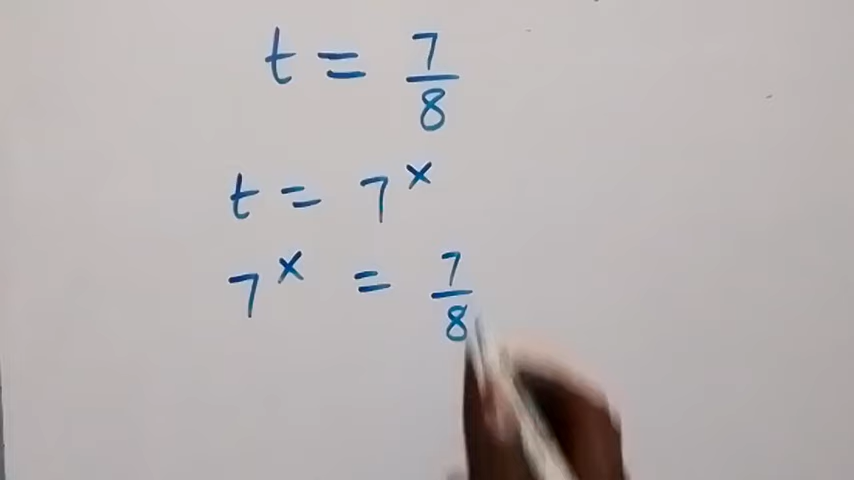 t = 7/8
t = 7^x
7^x = 7/8